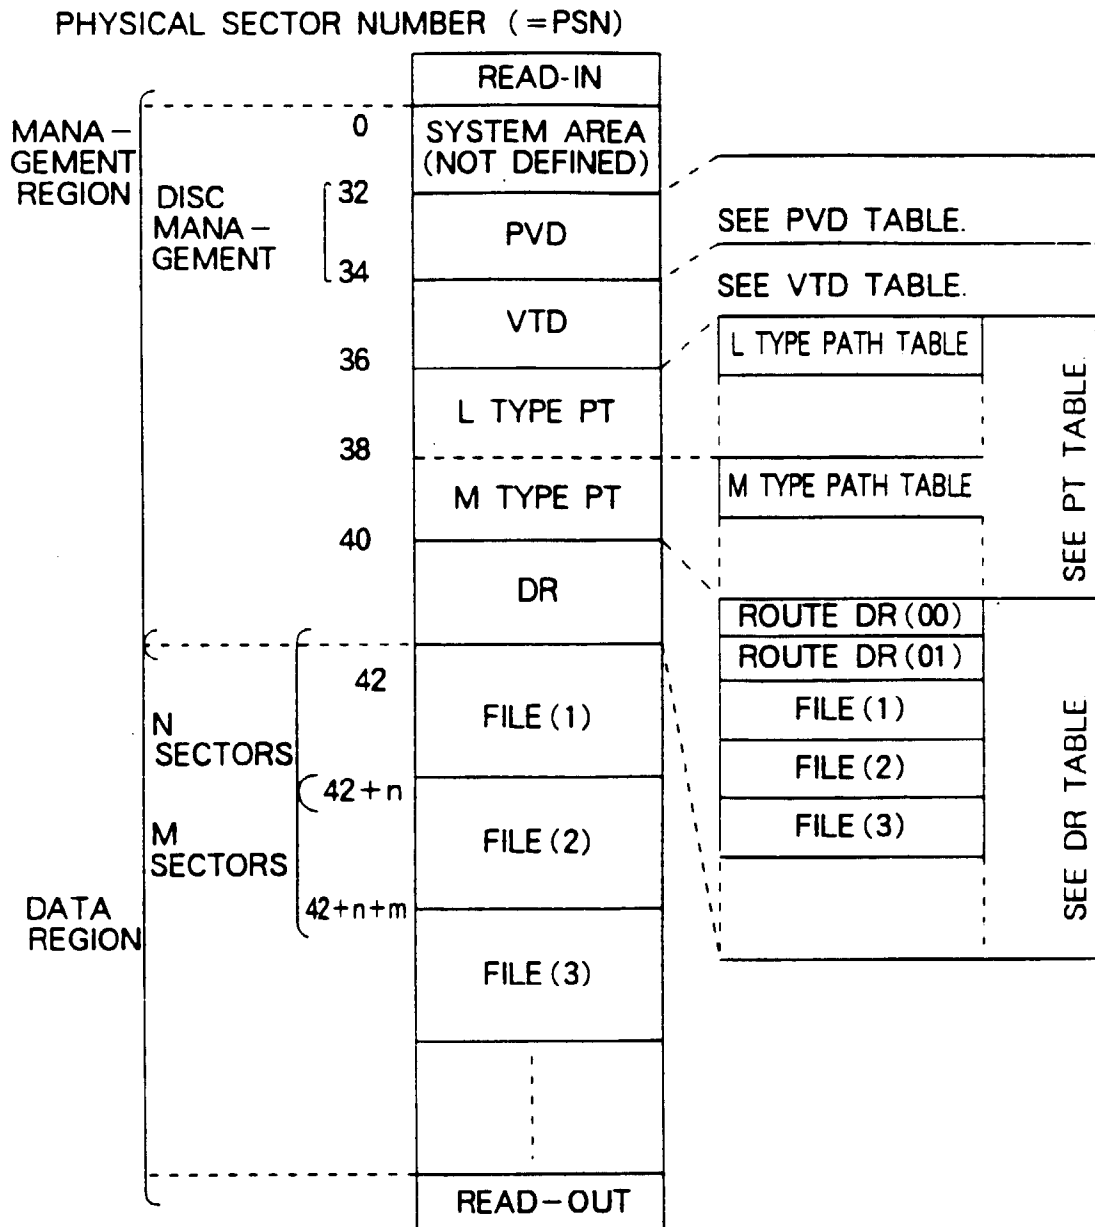 PHYSICAL SECTOR NUMBER (=PSN)
READ-IN
MANA-
GEMENT
REGION
0
SYSTEM AREA
(NOT DEFINED)
DISC
MANA-
GEMENT
32
PVD
SEE PVD TABLE.
34
VTD
SEE VTD TABLE.
36
L TYPE PT
L TYPE PATH TABLE
38
M TYPE PT
M TYPE PATH TABLE
SEE PT TABLE
40
DR
ROUTE DR(00)
ROUTE DR(01)
FILE(1)
FILE(2)
FILE(3)
SEE DR TABLE
42
N
SECTORS
FILE(1)
42+n
M
SECTORS
FILE(2)
42+n+m
DATA
REGION
FILE(3)
READ-OUT